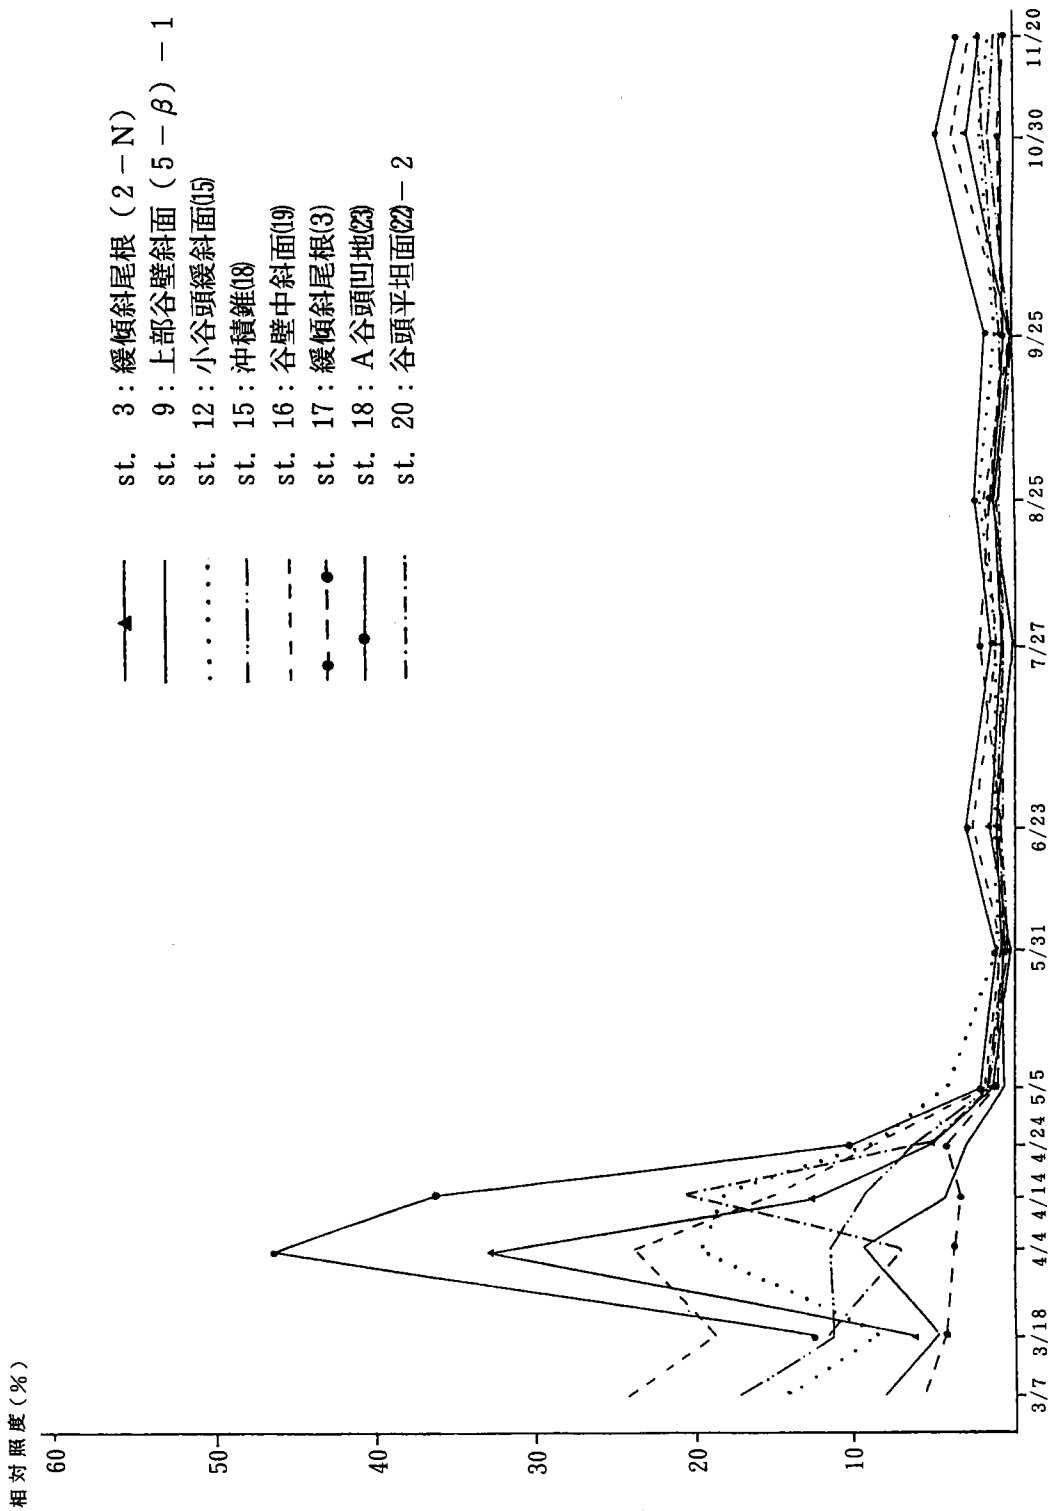 相対照度(%)
60
50
40
30
20
10
3/7 3/18 4/4 4/14 4/24 5/5 5/31 6/23 7/27 8/25 9/25 10/30 11/20
st. 3:緩傾斜尾根(2-N)
st. 9:上部谷壁斜面(5-β)-1
st. 12:小谷頭緩斜面(15)
st. 15:沖積錐(18)
st. 16:谷壁中斜面(19)
st. 17:緩傾斜尾根(3)
st. 18:A谷頭凹地(23)
st. 20:谷頭平坦面(22)-2